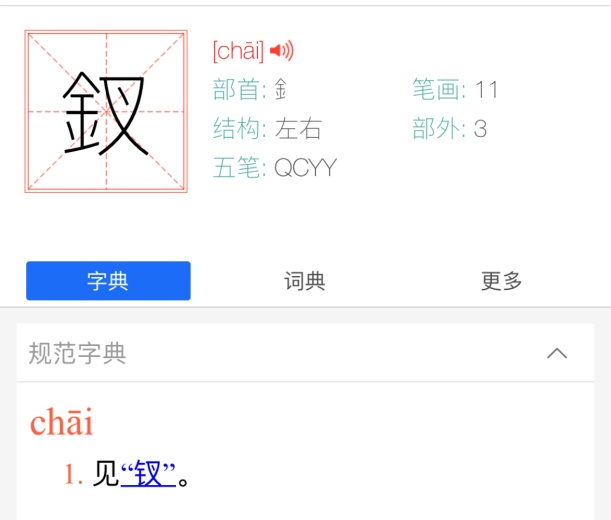 釵
[chāi]
部首: 釒 笔画: 11
结构: 左右 部外: 3
五笔: QCYY
字典 词典 更多
规范字典
chāi
1. 见“钗”。